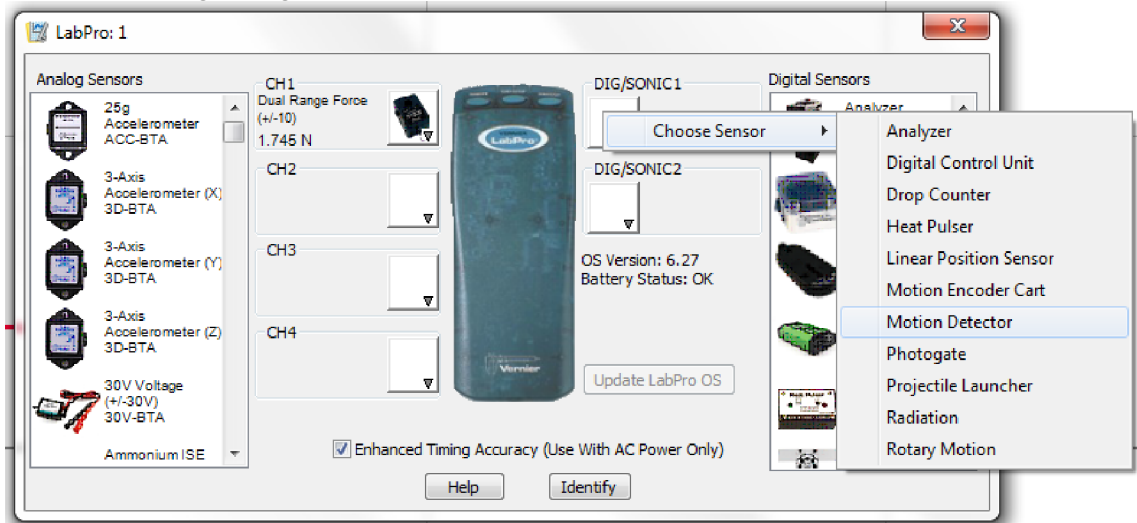 LabPro: 1
X
Analog Sensors
25g
Accelerometer
ACC-BTA
3-Axis
Accelerometer (X)
3D-BTA
3-Axis
Accelerometer (Y)
3D-BTA
3-Axis
Accelerometer (Z)
3D-BTA
30V Voltage
(+/-30V)
30V-BTA
Ammonium ISE
CH1
Dual Range Force
(+/-10)
1.745 N
CH2
CH3
CH4
LabPro
Vernier
DIG/SONIC1
DIG/SONIC2
OS Version: 6.27
Battery Status: OK
Update LabPro OS
Digital Sensors
Analyzer
Choose Sensor
Analyzer
Digital Control Unit
Drop Counter
Heat Pulser
Linear Position Sensor
Motion Encoder Cart
Motion Detector
Photogate
Projectile Launcher
Radiation
Rotary Motion
Enhanced Timing Accuracy (Use With AC Power Only)
Help
Identify